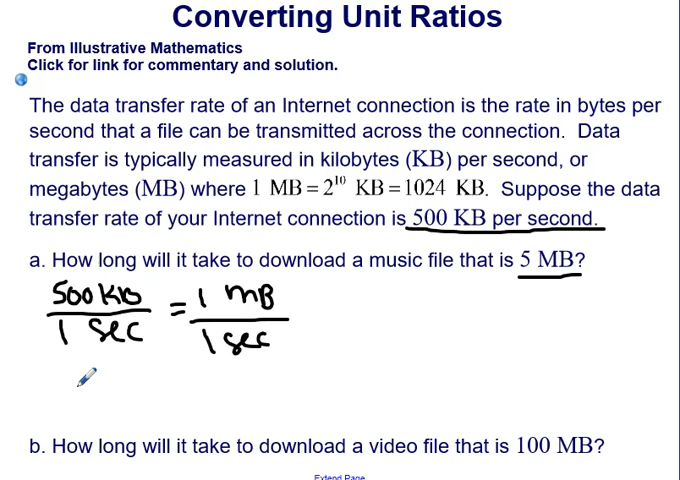 Converting Unit Ratios
From Illustrative Mathematics
Click for link for commentary and solution.
The data transfer rate of an Internet connection is the rate in bytes per
second that a file can be transmitted across the connection. Data
transfer is typically measured in kilobytes (KB) per second, or
megabytes (MB) where 1 MB = 2¹⁰ KB = 1024 KB. Suppose the data
transfer rate of your Internet connection is 500 KB per second.
a. How long will it take to download a music file that is 5 MB?
500 KB / 1 sec = 1 MB / 1 sec
b. How long will it take to download a video file that is 100 MB?
Extend Page